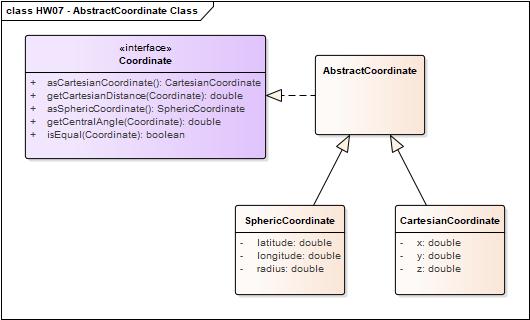 class HW07 - AbstractCoordinate Class
«interface»
Coordinate
+ asCartesianCoordinate(): CartesianCoordinate
+ getCartesianDistance(Coordinate): double
+ asSphericCoordinate(): SphericCoordinate
+ getCentralAngle(Coordinate): double
+ isEqual(Coordinate): boolean
AbstractCoordinate
SphericCoordinate
- latitude: double
- longitude: double
- radius: double
CartesianCoordinate
- x: double
- y: double
- z: double